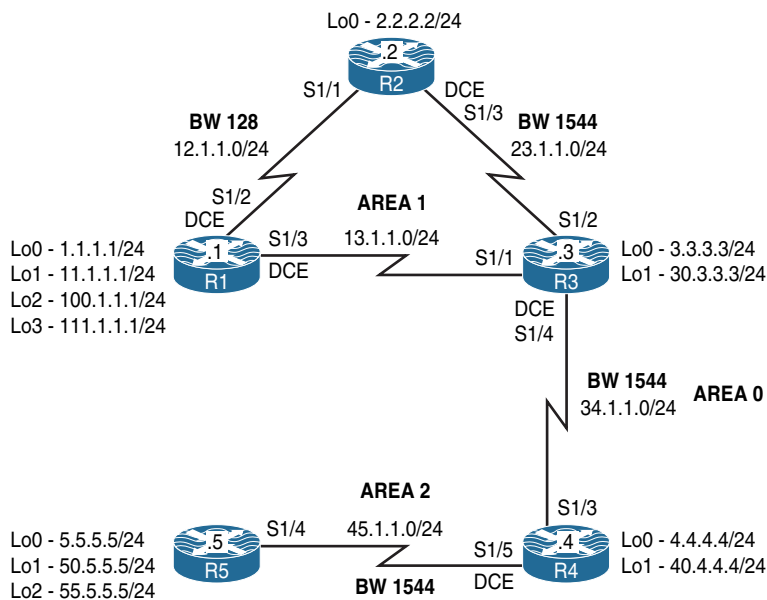 Lo0 - 2.2.2.2/24
.2
R2
S1/1
DCE
S1/3
BW 128
12.1.1.0/24
BW 1544
23.1.1.0/24
S1/2
DCE
AREA 1
S1/2
Lo0 - 1.1.1.1/24
Lo1 - 11.1.1.1/24
Lo2 - 100.1.1.1/24
Lo3 - 111.1.1.1/24
.1
R1
S1/3
DCE
13.1.1.0/24
S1/1
.3
R3
Lo0 - 3.3.3.3/24
Lo1 - 30.3.3.3/24
DCE
S1/4
BW 1544
34.1.1.0/24
AREA 0
AREA 2
S1/3
Lo0 - 5.5.5.5/24
Lo1 - 50.5.5.5/24
Lo2 - 55.5.5.5/24
.5
R5
S1/4
45.1.1.0/24
BW 1544
S1/5
DCE
.4
R4
Lo0 - 4.4.4.4/24
Lo1 - 40.4.4.4/24